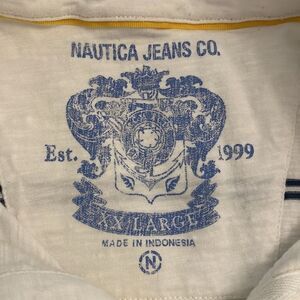 NAUTICA JEANS CO.
Est. 1999
XX LARGE
MADE IN INDONESIA
N